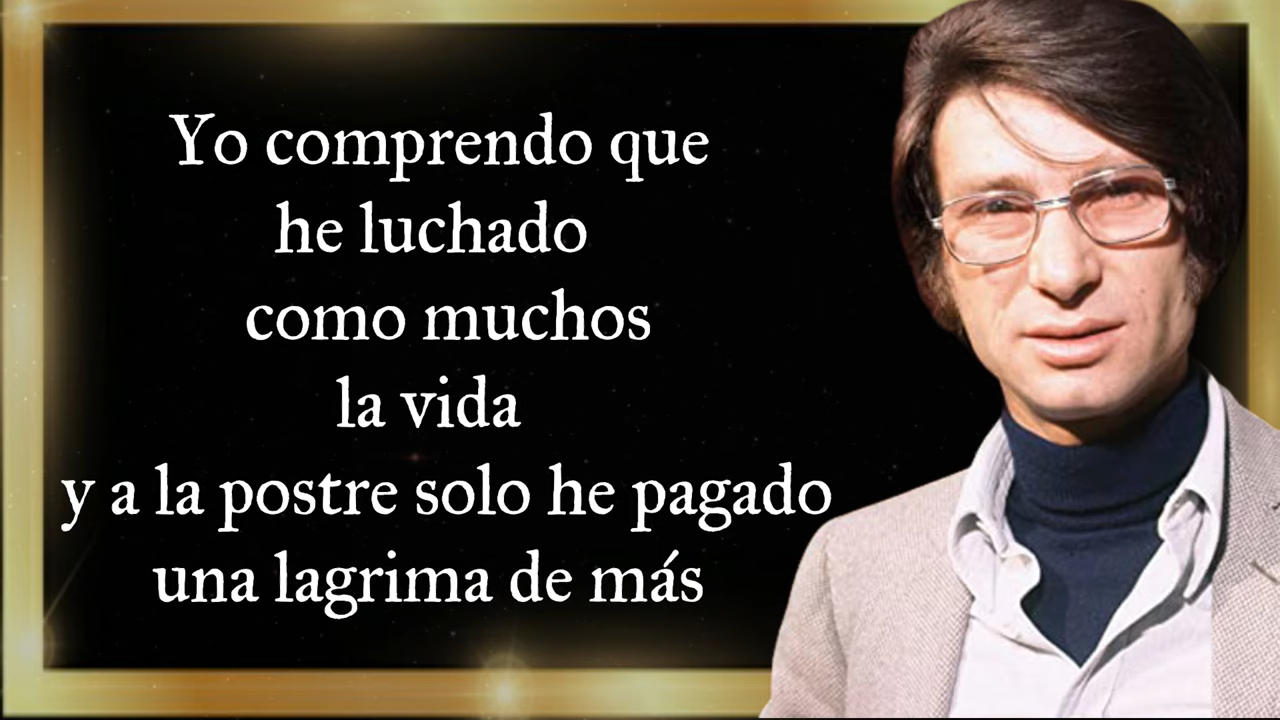 Yo comprendo que
he luchado
como muchos
la vida
y a la postre solo he pagado
una lagrima de más